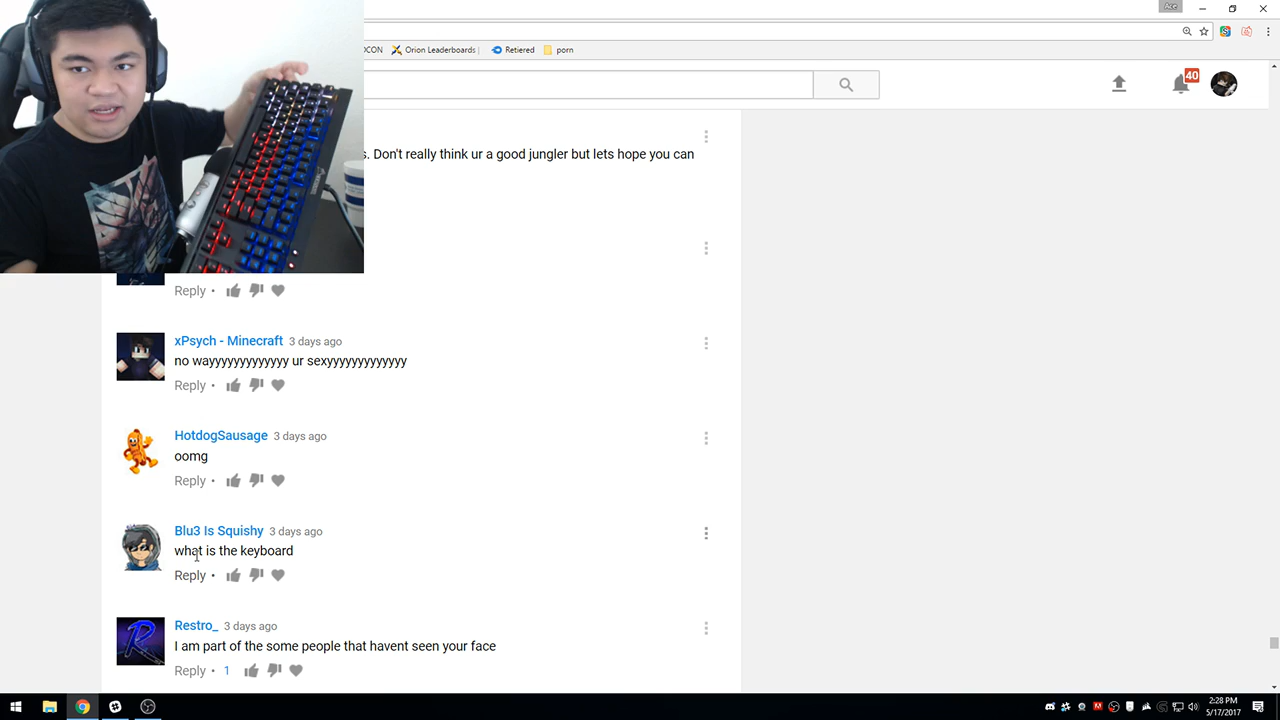 Ace
OCON Orion Leaderboards | Retiered porn
40
s. Don't really think ur a good jungler but lets hope you can
Reply •
xPsych - Minecraft 3 days ago
no wayyyyyyyyyyyyy ur sexyyyyyyyyyyyyy
Reply •
HotdogSausage 3 days ago
oomg
Reply •
Blu3 Is Squishy 3 days ago
what is the keyboard
Reply •
Restro_ 3 days ago
I am part of the some people that havent seen your face
Reply • 1
2:28 PM
5/17/2017